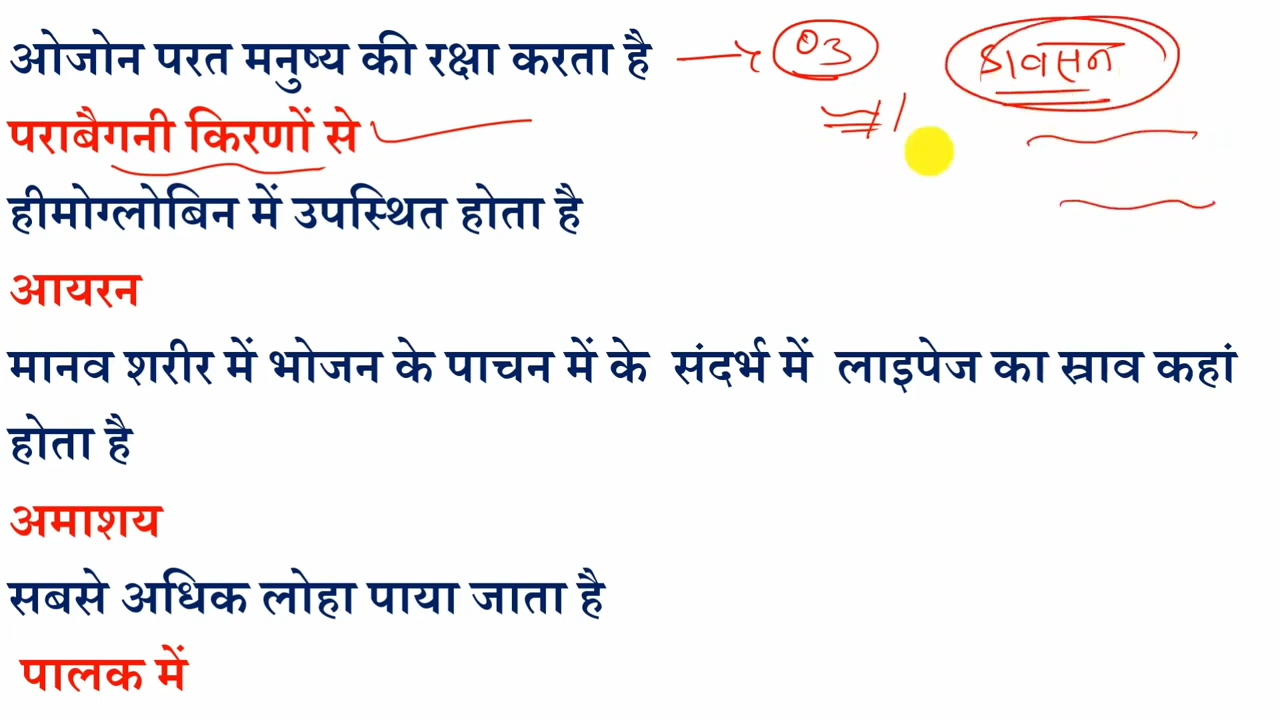 ओजोन परत मनुष्य की रक्षा करता है O3 श्वसन
पराबैगनी किरणों से
हीमोग्लोबिन में उपस्थित होता है
आयरन
मानव शरीर में भोजन के पाचन में के संदर्भ में लाइपेज का स्राव कहां
होता है
अमाशय
सबसे अधिक लोहा पाया जाता है
पालक में